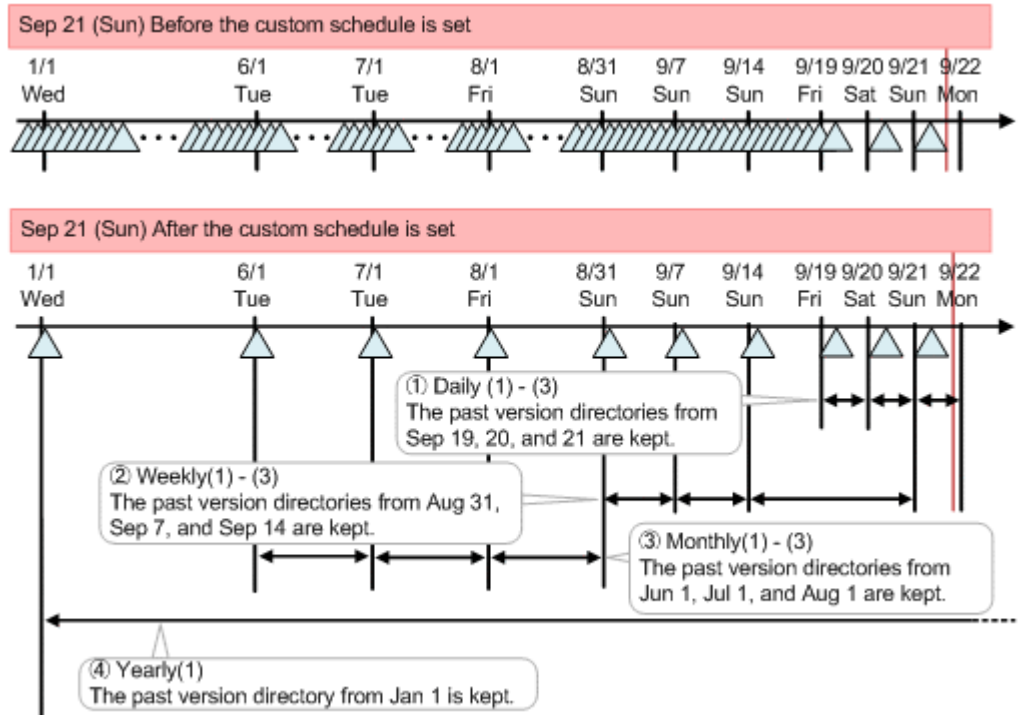 Sep 21 (Sun) Before the custom schedule is set
1/1 6/1 7/1 8/1 8/31 9/7 9/14 9/19 9/20 9/21 9/22
Wed Tue Tue Fri Sun Sun Sun Fri Sat Sun Mon
Sep 21 (Sun) After the custom schedule is set
1/1 6/1 7/1 8/1 8/31 9/7 9/14 9/19 9/20 9/21 9/22
Wed Tue Tue Fri Sun Sun Sun Fri Sat Sun Mon
① Daily (1) - (3)
The past version directories from
Sep 19, 20, and 21 are kept.
② Weekly(1) - (3)
The past version directories from Aug 31,
Sep 7, and Sep 14 are kept.
③ Monthly(1) - (3)
The past version directories from
Jun 1, Jul 1, and Aug 1 are kept.
④ Yearly(1)
The past version directory from Jan 1 is kept.